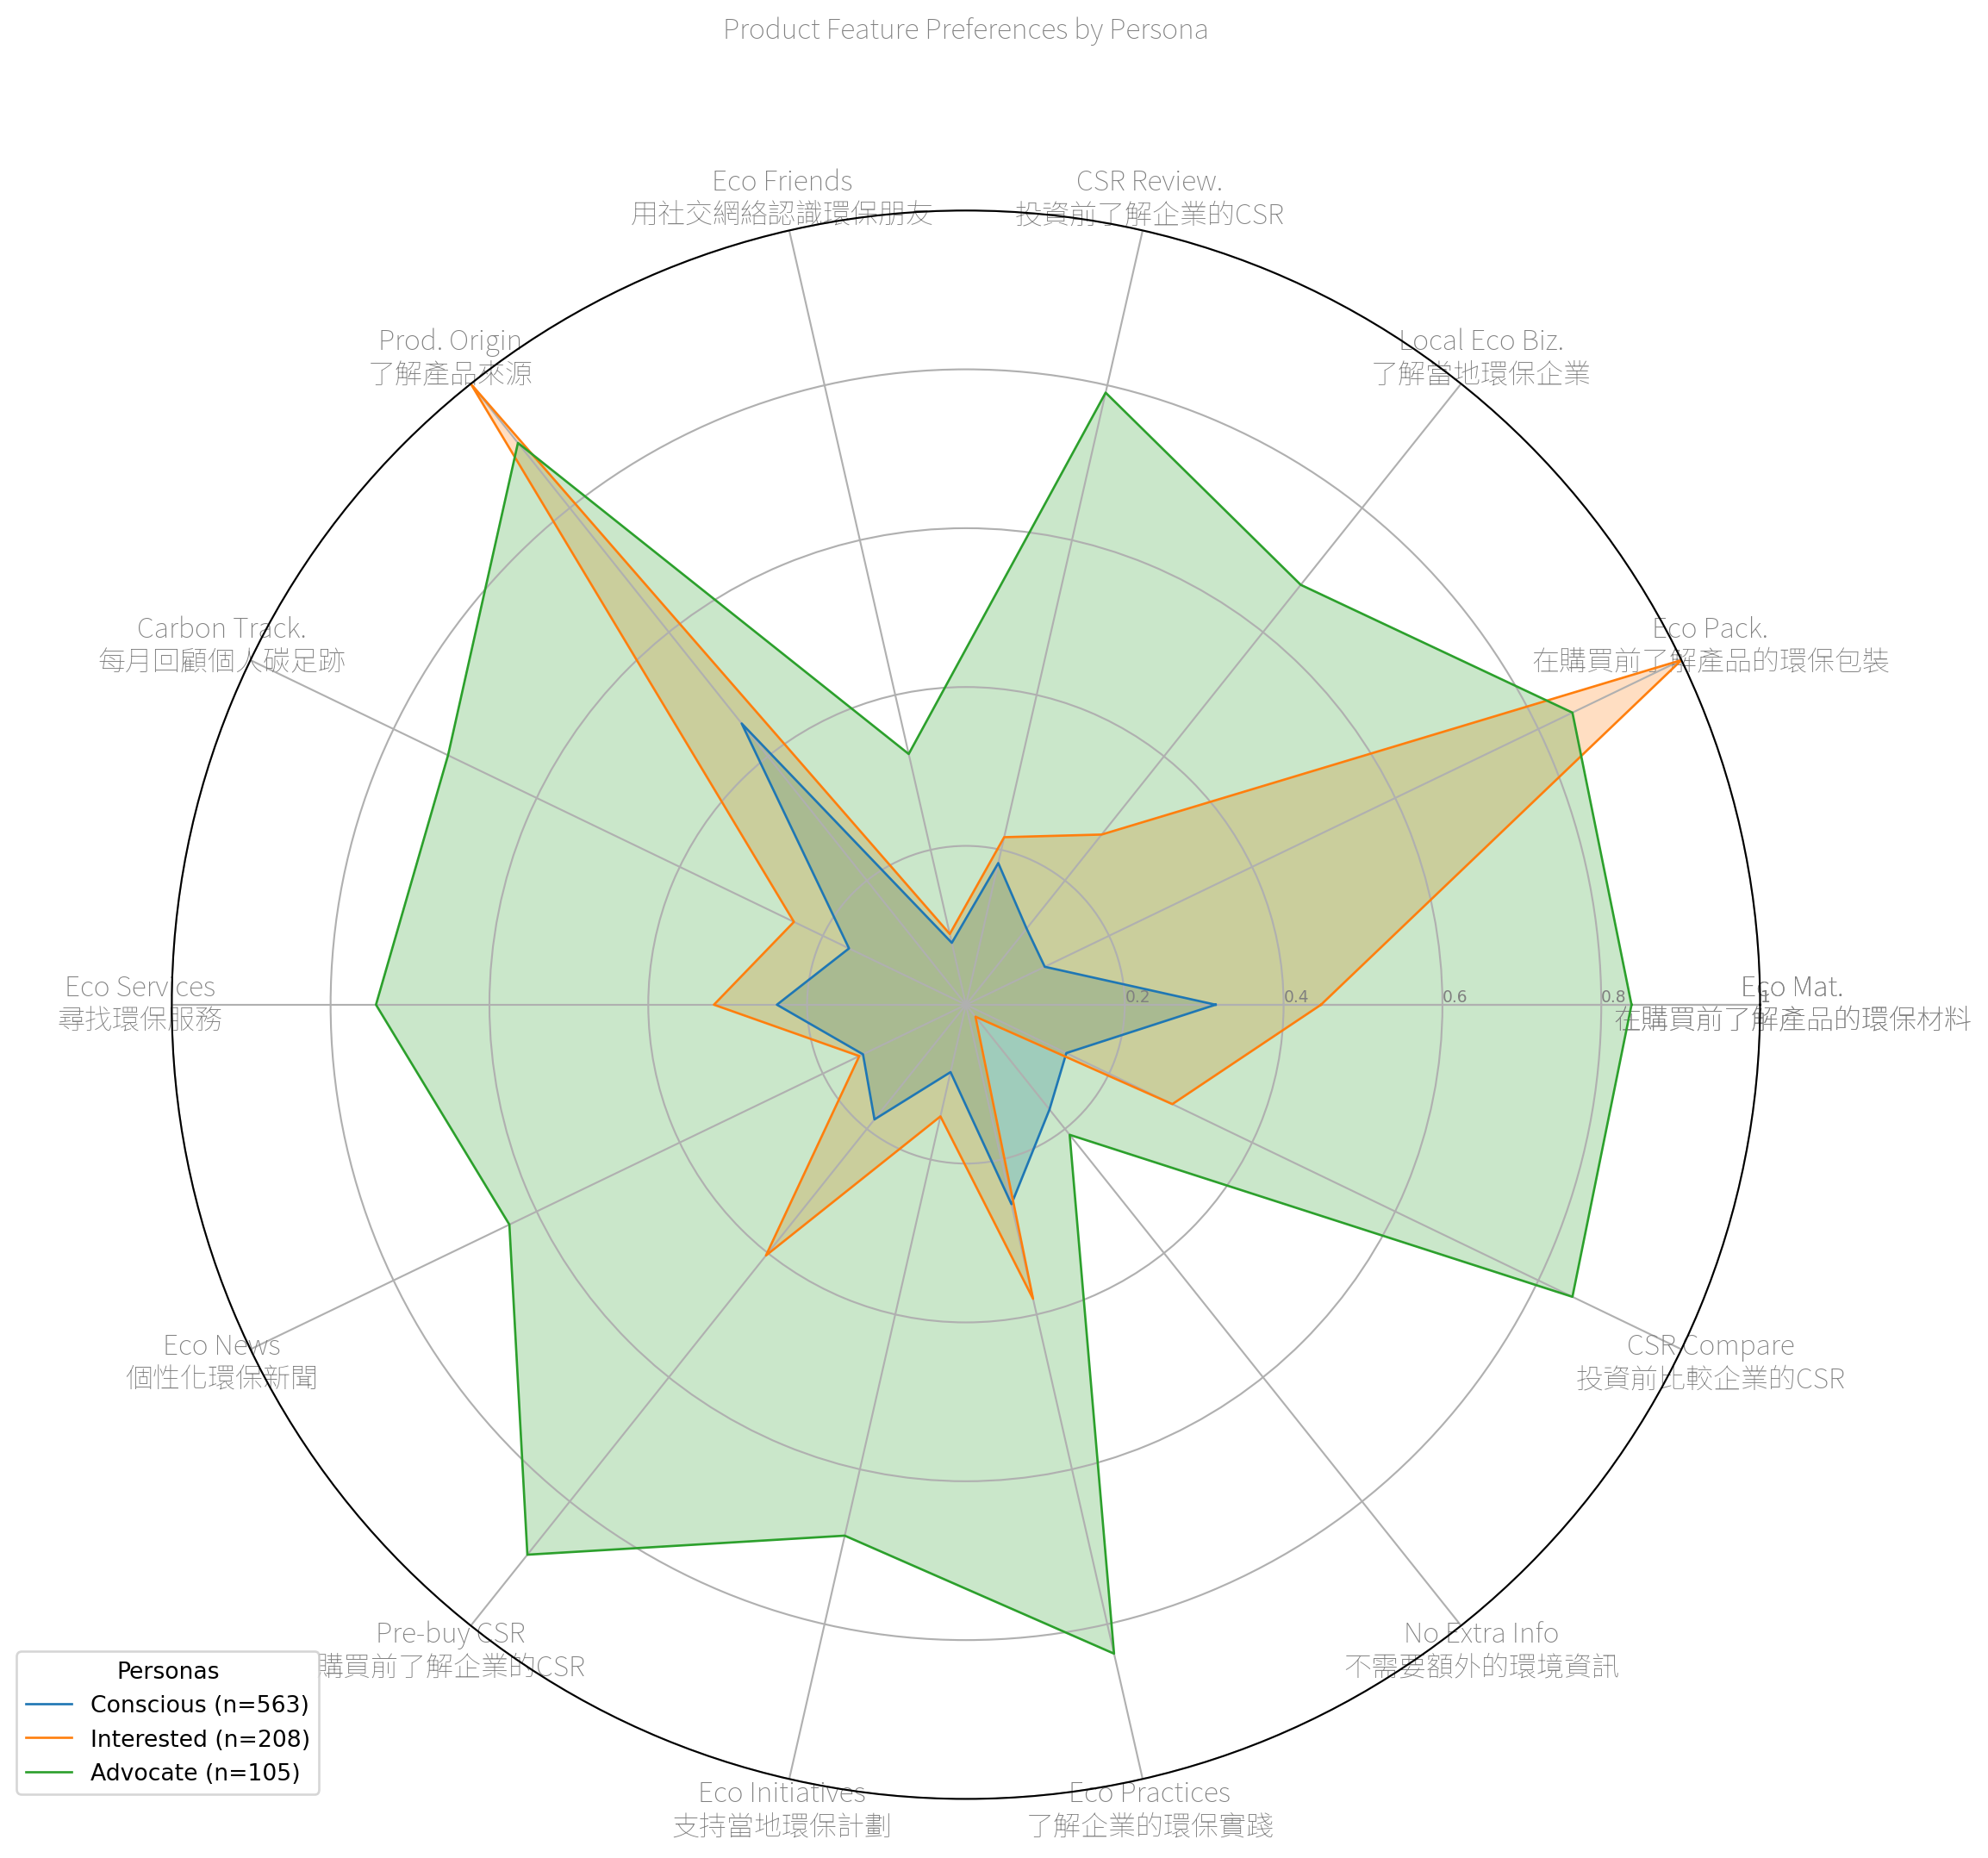 Product Feature Preferences by Persona
Eco Friends
用社交網絡認識環保朋友
CSR Review.
投資前了解企業的CSR
Prod. Origin
了解產品來源
Local Eco Biz.
了解當地環保企業
Carbon Track.
每月回顧個人碳足跡
Eco Pack.
在購買前了解產品的環保包裝
Eco Services
尋找環保服務
0.2
0.4
0.6
0.8
1
Eco Mat.
在購買前了解產品的環保材料
Eco News
個性化環保新聞
CSR Compare
投資前比較企業的CSR
Pre-buy CSR
購買前了解企業的CSR
No Extra Info
不需要額外的環境資訊
Eco Initiatives
支持當地環保計劃
Eco Practices
了解企業的環保實踐
Personas
Conscious (n=563)
Interested (n=208)
Advocate (n=105)